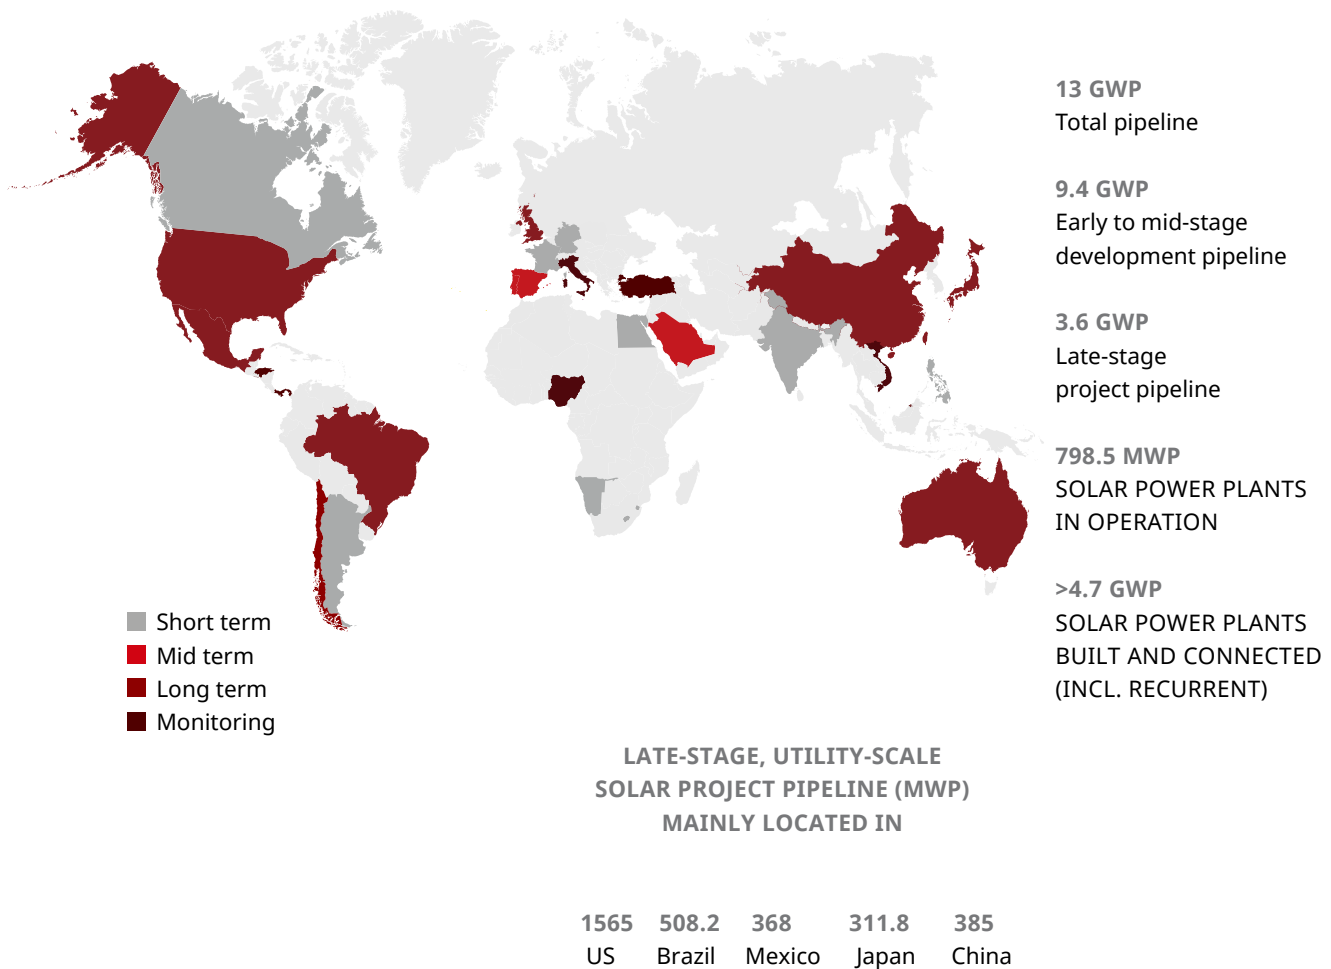 13 GWP
Total pipeline
9.4 GWP
Early to mid-stage
development pipeline
3.6 GWP
Late-stage
project pipeline
798.5 MWP
SOLAR POWER PLANTS
IN OPERATION
>4.7 GWP
SOLAR POWER PLANTS
BUILT AND CONNECTED
(INCL. RECURRENT)
Short term
Mid term
Long term
Monitoring
LATE-STAGE, UTILITY-SCALE
SOLAR PROJECT PIPELINE (MWP)
MAINLY LOCATED IN
1565 508.2 368 311.8 385
US Brazil Mexico Japan China